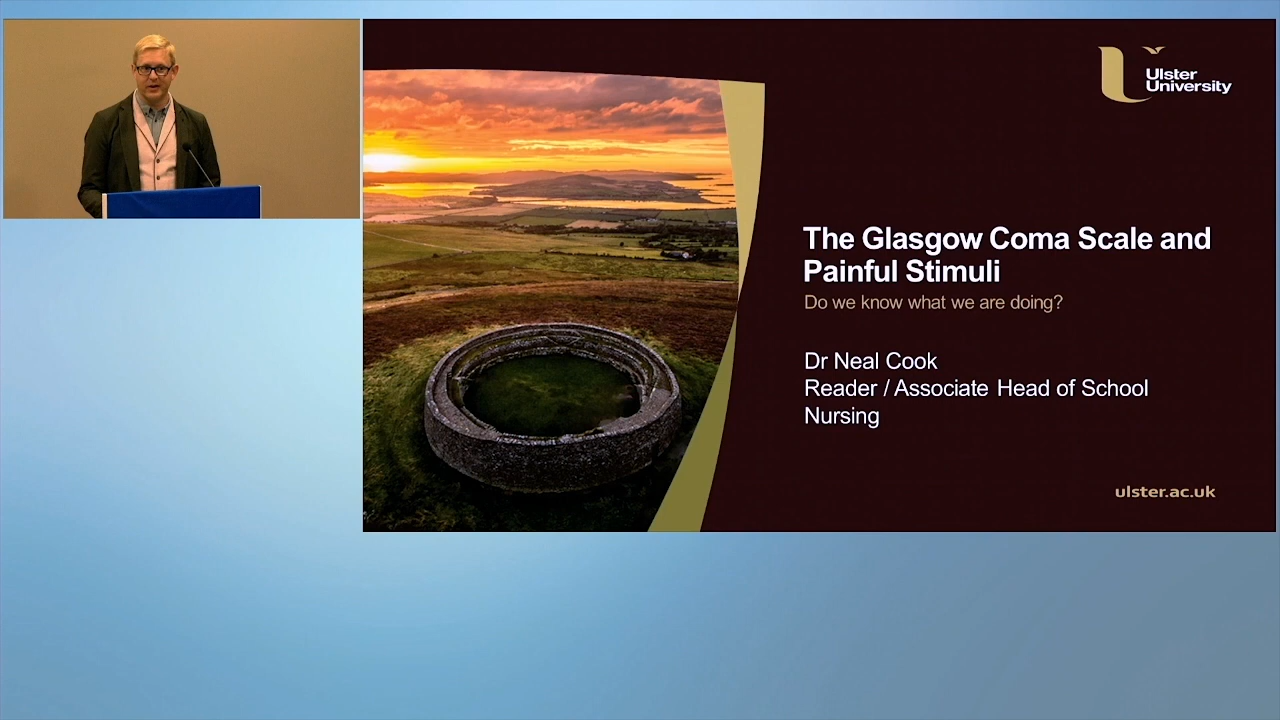 Ulster
University
The Glasgow Coma Scale and
Painful Stimuli
Do we know what we are doing?
Dr Neal Cook
Reader / Associate Head of School
Nursing
ulster.ac.uk